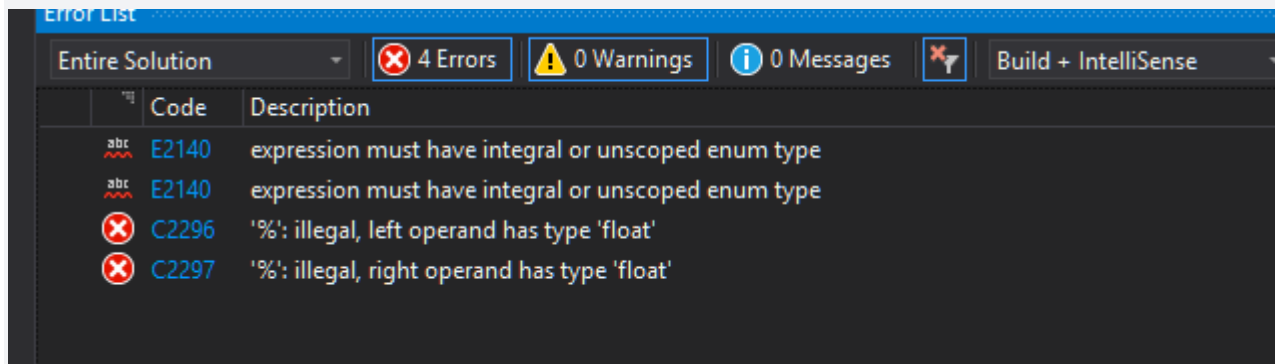 Error List
Entire Solution 4 Errors 0 Warnings 0 Messages Build + IntelliSense
Code Description
abc E2140 expression must have integral or unscoped enum type
abc E2140 expression must have integral or unscoped enum type
C2296 '%': illegal, left operand has type 'float'
C2297 '%': illegal, right operand has type 'float'